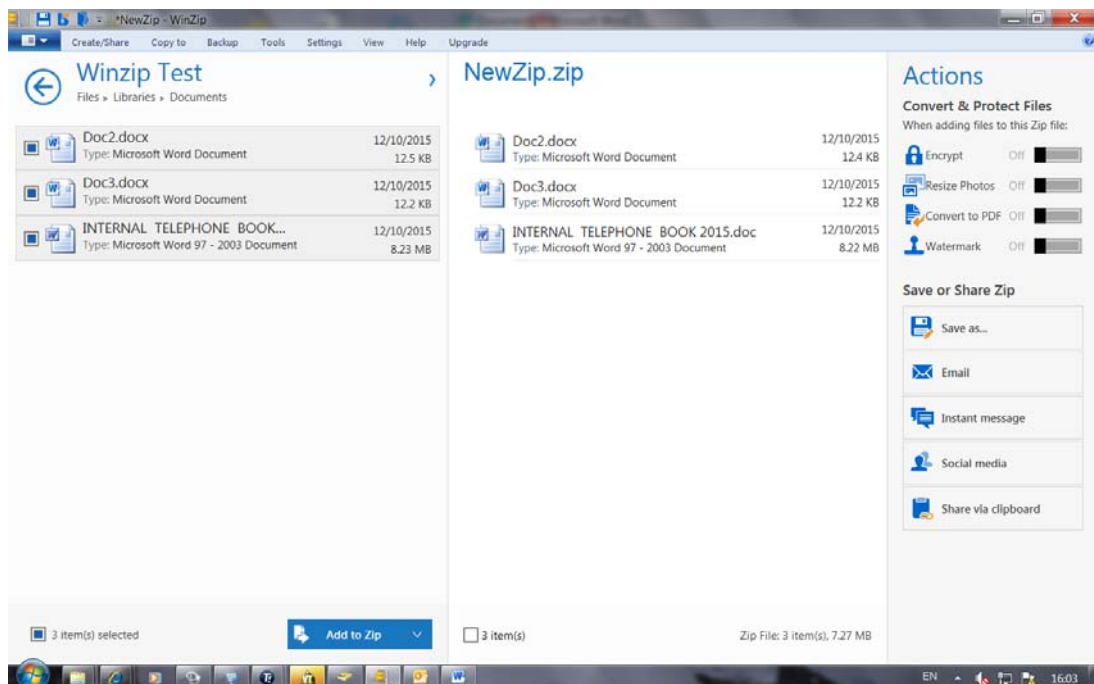 *NewZip - WinZip
Create/Share Copy to Backup Tools Settings View Help Upgrade
Winzip Test
Files » Libraries » Documents
Doc2.docx 12/10/2015
Type: Microsoft Word Document 12.5 KB
Doc3.docx 12/10/2015
Type: Microsoft Word Document 12.2 KB
INTERNAL TELEPHONE BOOK... 12/10/2015
Type: Microsoft Word 97 - 2003 Document 8.23 MB
3 item(s) selected
Add to Zip
NewZip.zip
Doc2.docx 12/10/2015
Type: Microsoft Word Document 12.4 KB
Doc3.docx 12/10/2015
Type: Microsoft Word Document 12.2 KB
INTERNAL TELEPHONE BOOK 2015.doc 12/10/2015
Type: Microsoft Word 97 - 2003 Document 8.22 MB
3 item(s) Zip File: 3 item(s), 7.27 MB
Actions
Convert & Protect Files
When adding files to this Zip file:
Encrypt Off
Resize Photos Off
Convert to PDF Off
Watermark Off
Save or Share Zip
Save as...
Email
Instant message
Social media
Share via clipboard
EN 16:03